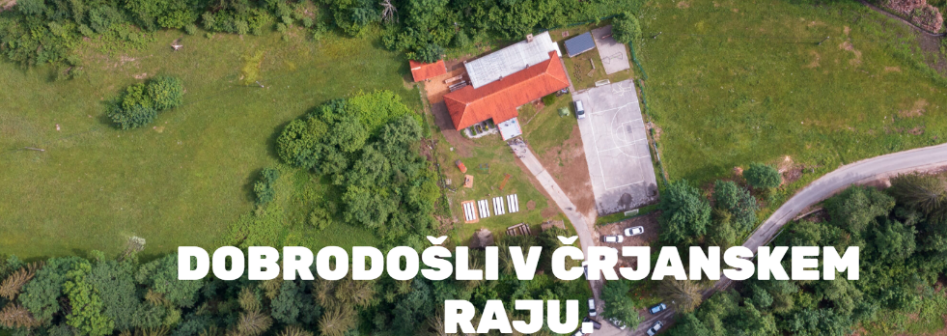 DOBRODOŠLI V ČRJANSKEM
RAJU.